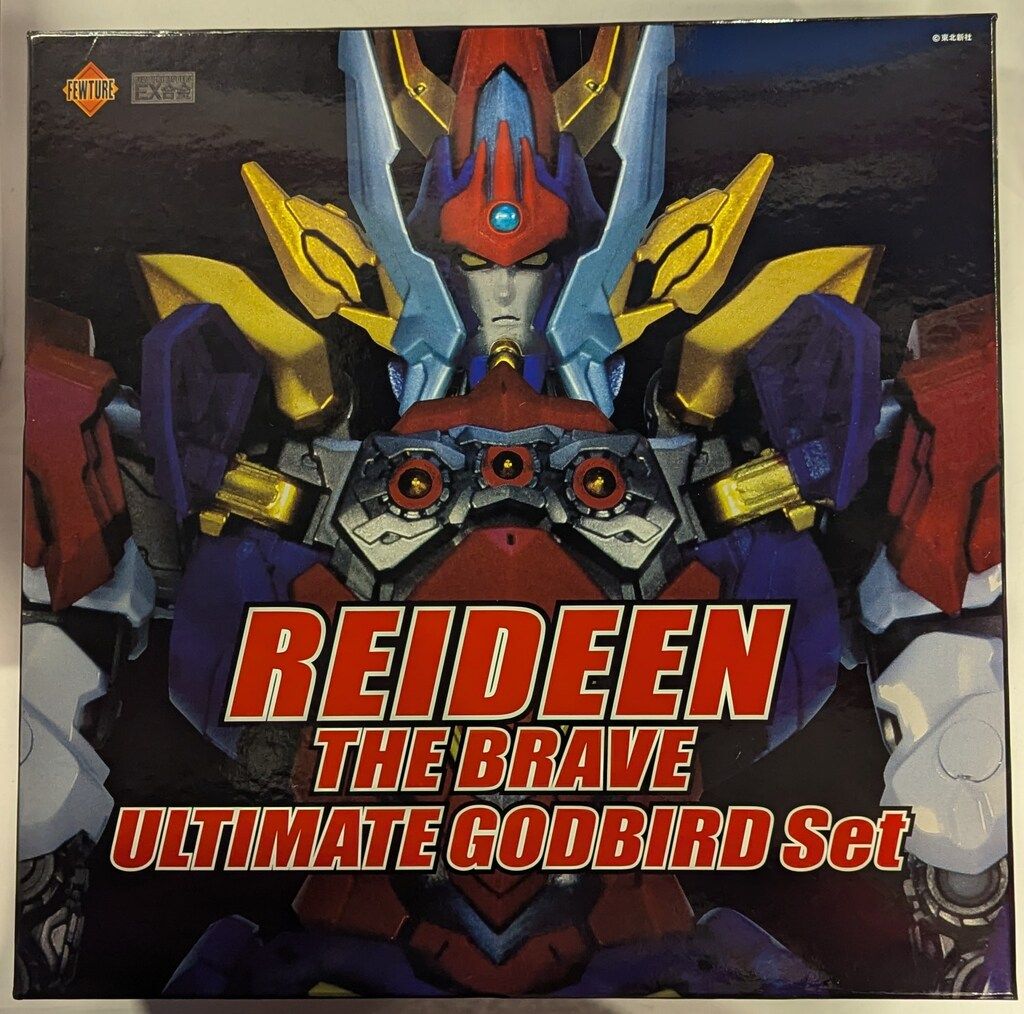 ©東北新社
FEWTURE
EX合金
REIDEEN
THE BRAVE
ULTIMATE GODBIRD Set